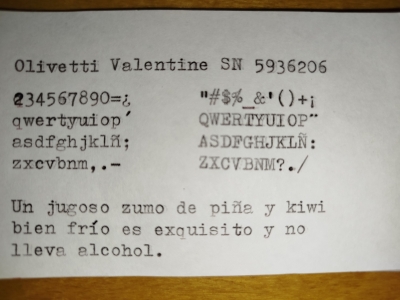 Olivetti Valentine SN 5936206
234567890=¿ "#$%_&'()+¡
qwertyuiop´ QWERTYUIOP¨
asdfghjklñ; ASDFGHJKLÑ:
zxcvbnm,.- ZXCVBNM?./
Un jugoso zumo de piña y kiwi
bien frío es exquisito y no
lleva alcohol.